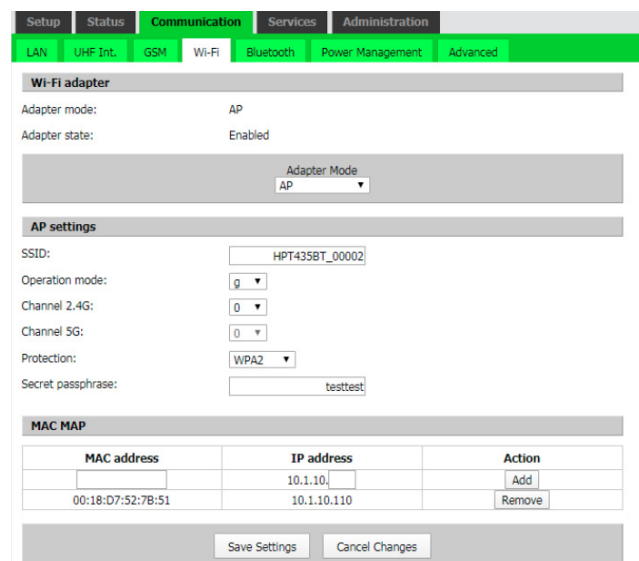 Setup Status Communication Services Administration
LAN UHF Int. GSM Wi-Fi Bluetooth Power Management Advanced
Wi-Fi adapter
Adapter mode: AP
Adapter state: Enabled
Adapter Mode
AP
AP settings
SSID: HPT435BT_00002
Operation mode: g
Channel 2.4G: 0
Channel 5G: 0
Protection: WPA2
Secret passphrase: testtest
MAC MAP
MAC address IP address Action
10.1.10. Add
00:18:D7:52:7B:51 10.1.10.110 Remove
Save Settings Cancel Changes